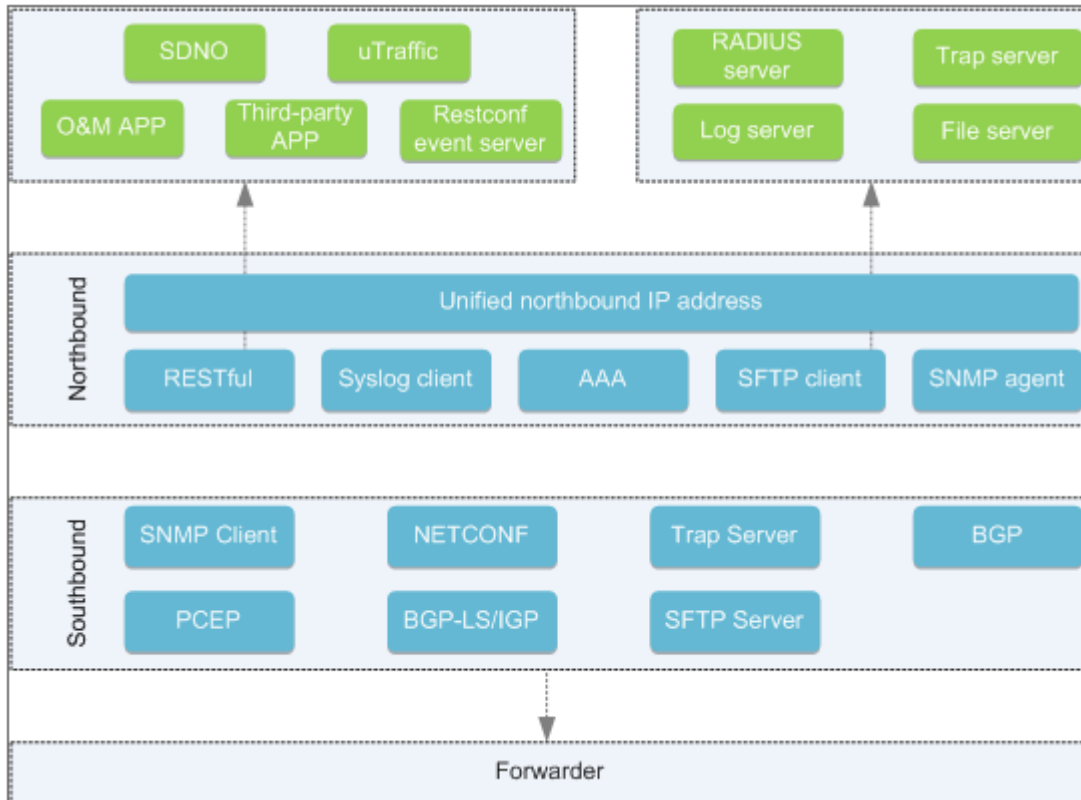 SDNO
uTraffic
O&M APP
Third-party
APP
Restconf
event server
RADIUS
server
Trap server
Log server
File server
Northbound
Unified northbound IP address
RESTful
Syslog client
AAA
SFTP client
SNMP agent
Southbound
SNMP Client
NETCONF
Trap Server
BGP
PCEP
BGP-LS/IGP
SFTP Server
Forwarder